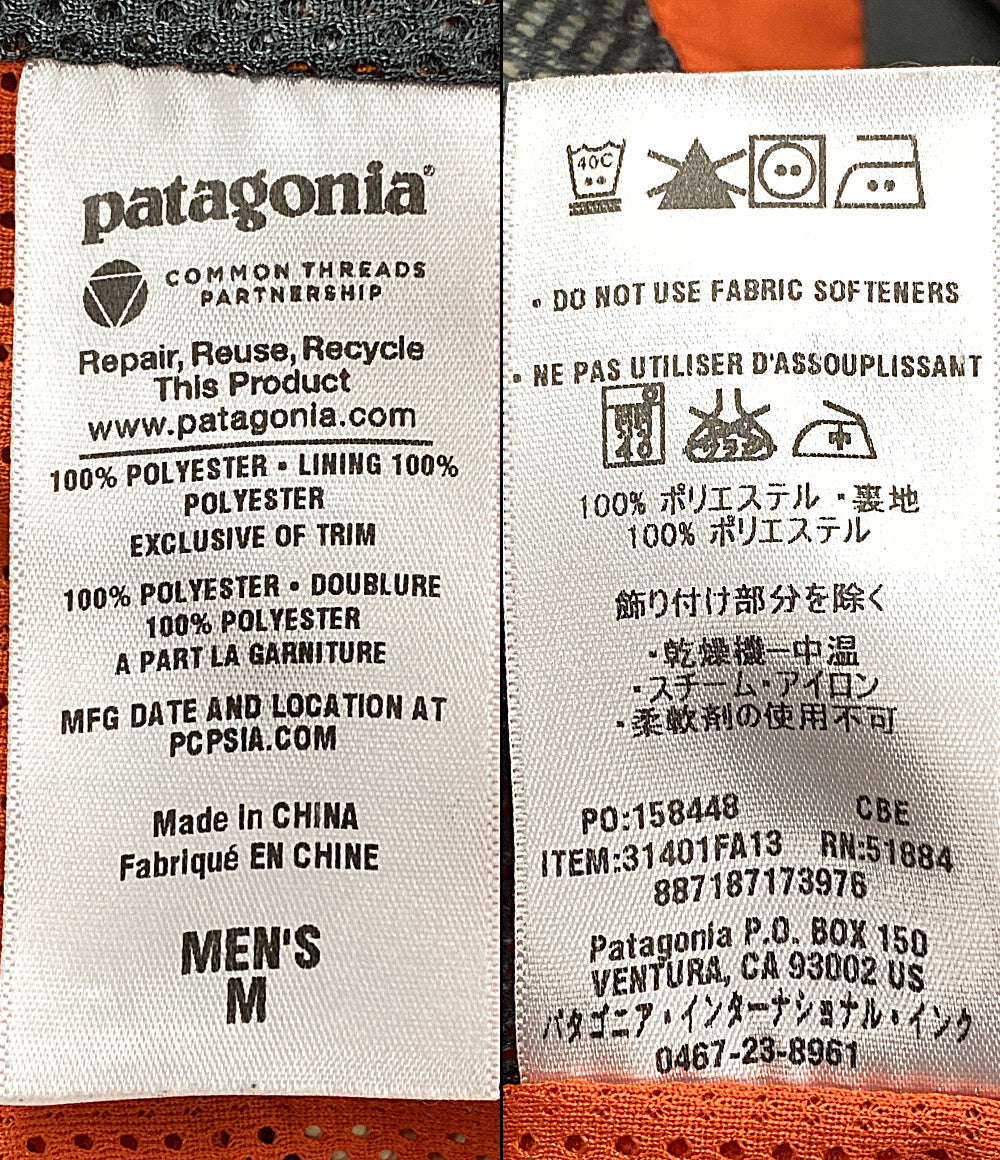 patagonia®
COMMON THREADS
PARTNERSHIP
Repair, Reuse, Recycle
This Product
www.patagonia.com
100% POLYESTER • LINING 100%
POLYESTER
EXCLUSIVE OF TRIM
100% POLYESTER • DOUBLURE
100% POLYESTER
A PART LA GARNITURE
MFG DATE AND LOCATION AT
PCPSIA.COM
Made in CHINA
Fabriqué EN CHINE
MEN'S
M
40C
• DO NOT USE FABRIC SOFTENERS
• NE PAS UTILISER D'ASSOUPLISSANT
40
中
100% ポリエステル ・裏地
100% ポリエステル
飾り付け部分を除く
・乾燥機ー中温
・スチーム・アイロン
・柔軟剤の使用不可
PO:158448 CBE
ITEM:31401FA13 RN:51884
887187173976
Patagonia P.O. BOX 150
VENTURA, CA 93002 US
パタゴニア・インターナショナル・インク
0467-23-8961